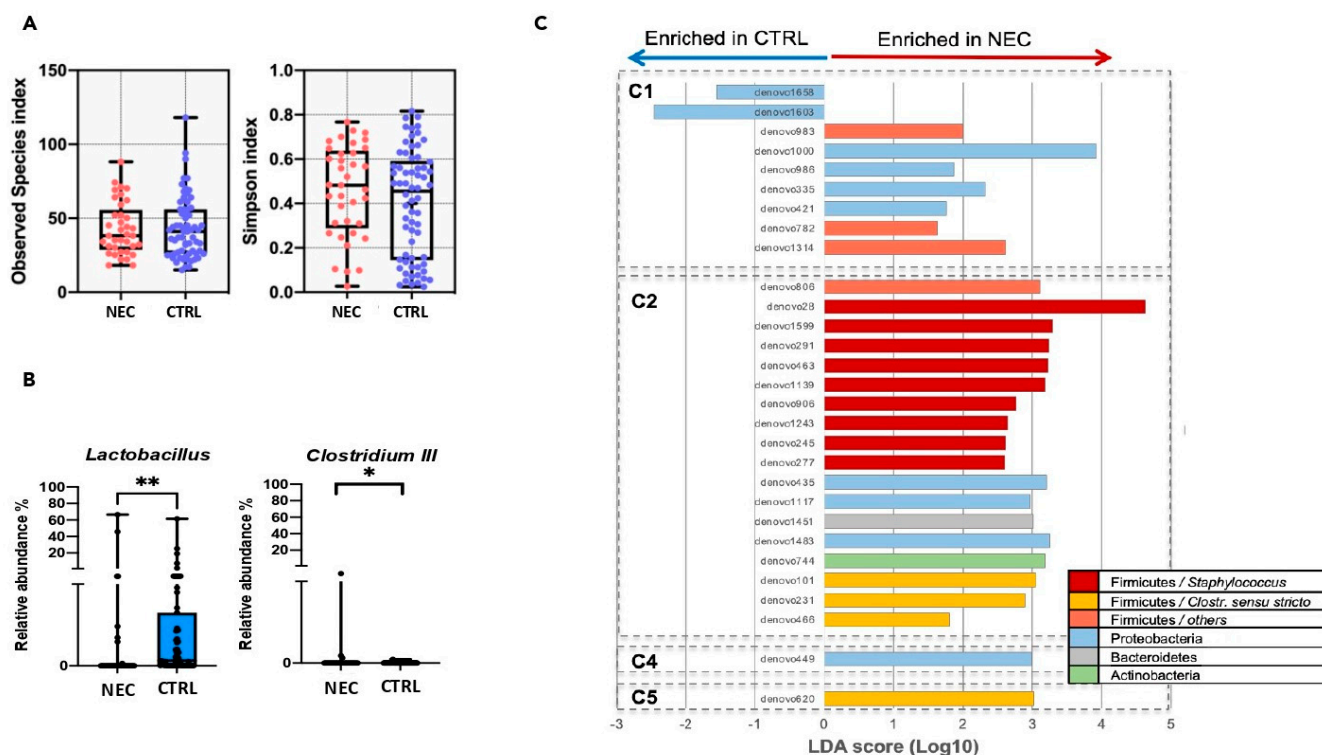 A
Observed Species index
150
100
50
0
NEC
CTRL
Simpson index
1.0
0.8
0.6
0.4
0.2
0.0
NEC
CTRL
B
Lactobacillus
**
Relative abundance %
100
80
60
40
20
0
NEC
CTRL
Clostridium III
*
Relative abundance %
100
80
60
40
20
0
NEC
CTRL
C
Enriched in CTRL
Enriched in NEC
C1
denovo1658
denovo1603
denovo983
denovo1000
denovo986
denovo335
denovo421
denovo782
denovo1314
C2
denovo806
denovo28
denovo1599
denovo291
denovo463
denovo1139
denovo906
denovo1243
denovo245
denovo277
denovo435
denovo1117
denovo1451
denovo1483
denovo744
denovo101
denovo231
denovo466
C4
denovo449
C5
denovo620
-3
-2
-1
0
1
2
3
4
5
LDA score (Log10)
Firmicutes / Staphylococcus
Firmicutes / Clostr. sensu stricto
Firmicutes / others
Proteobacteria
Bacteroidetes
Actinobacteria